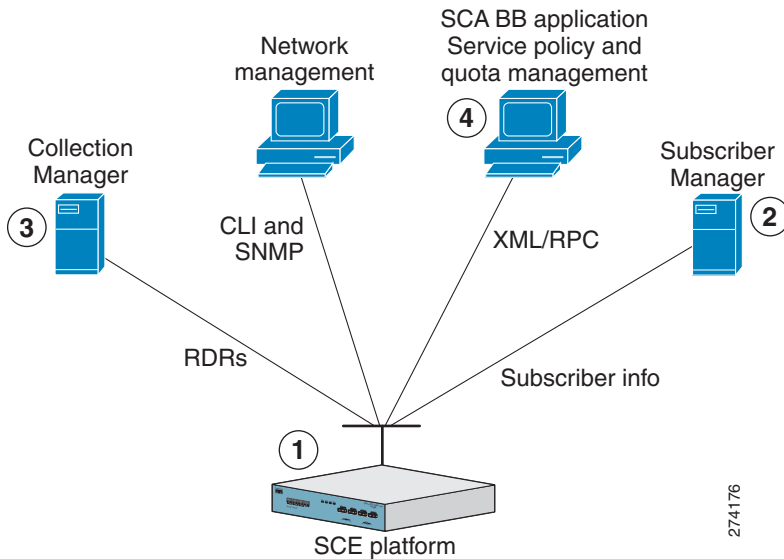 SCA BB application
Service policy and
quota management
Network
management
4
Collection
Manager
Subscriber
Manager
3
2
CLI and
SNMP
XML/RPC
RDRs
Subscriber info
1
SCE platform
274176